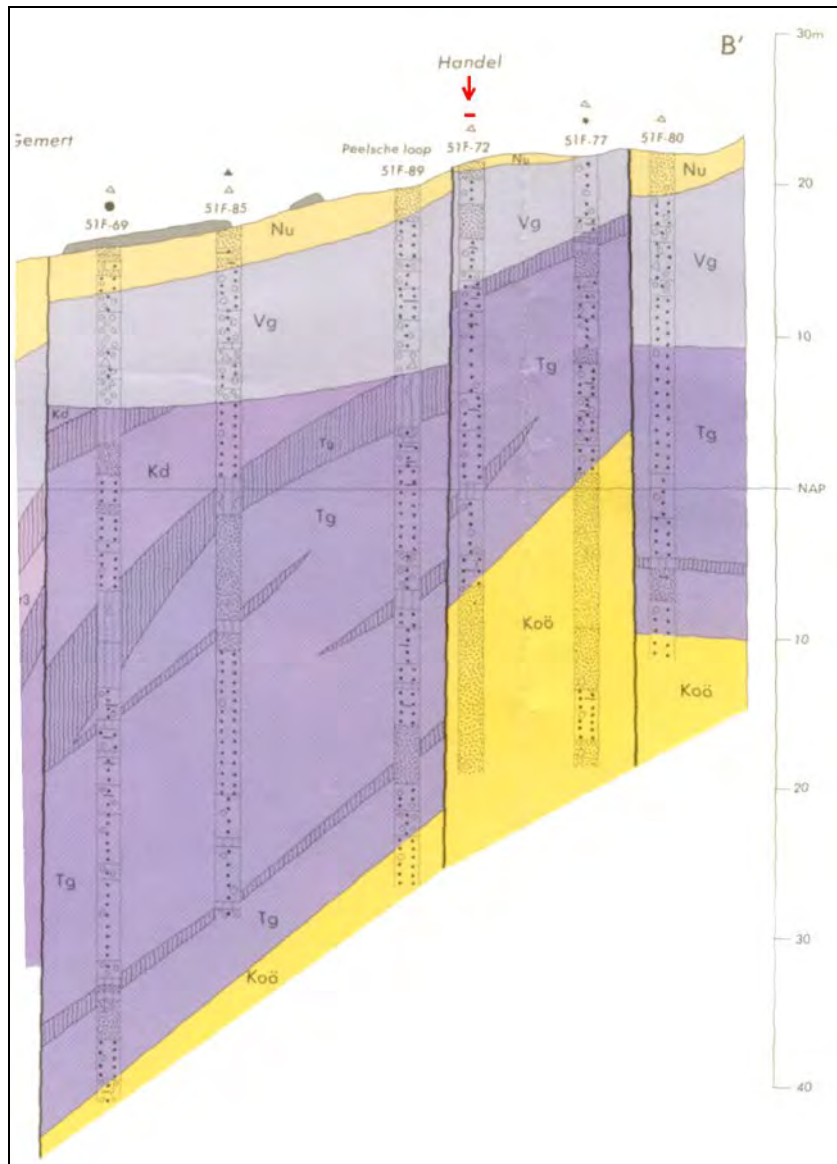 30m
B'
Handel
Gemert
Peelsche loop
51F-72
51F-77
51F-80
51F-89
51F-85
51F-69
Nu
Nu
Nu
20
Vg
Vg
Vg
10
Tg
Tg
Kd
Tg
Kd
Tg
NAP
10
Koö
Koö
20
Tg
Tg
30
Koö
40